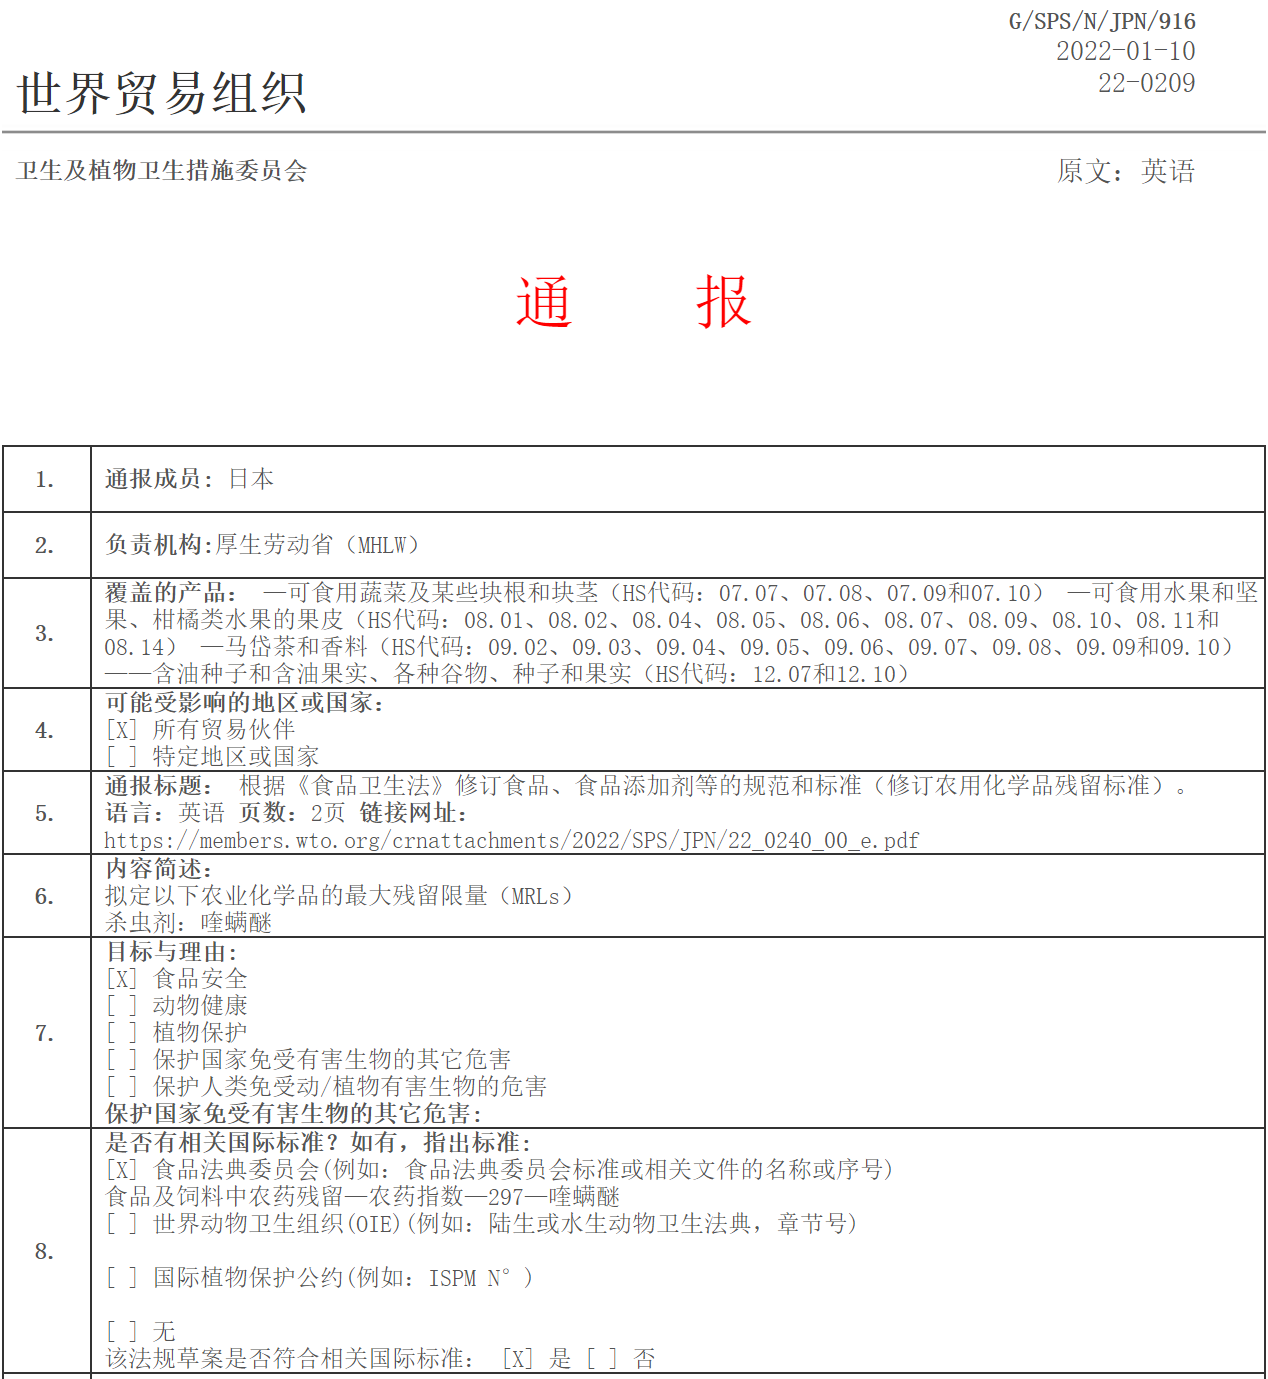 G/SPS/N/JPN/916
2022-01-10
22-0209
世界贸易组织
卫生及植物卫生措施委员会
原文：英语
通 报
1.
通报成员：日本
2.
负责机构:厚生劳动省（MHLW）
3.
覆盖的产品： —可食用蔬菜及某些块根和块茎（HS代码：07.07、07.08、07.09和07.10） —可食用水果和坚
果、柑橘类水果的果皮（HS代码：08.01、08.02、08.04、08.05、08.06、08.07、08.09、08.10、08.11和
08.14） —马岱茶和香料（HS代码：09.02、09.03、09.04、09.05、09.06、09.07、09.08、09.09和09.10）
——含油种子和含油果实、各种谷物、种子和果实（HS代码：12.07和12.10）
4.
可能受影响的地区或国家：
[X] 所有贸易伙伴
[ ] 特定地区或国家
5.
通报标题： 根据《食品卫生法》修订食品、食品添加剂等的规范和标准（修订农用化学品残留标准）。
语言：英语 页数：2页 链接网址：
https://members.wto.org/crnattachments/2022/SPS/JPN/22_0240_00_e.pdf
6.
内容简述：
拟定以下农业化学品的最大残留限量（MRLs）
杀虫剂：喹螨醚
7.
目标与理由:
[X] 食品安全
[ ] 动物健康
[ ] 植物保护
[ ] 保护国家免受有害生物的其它危害
[ ] 保护人类免受动/植物有害生物的危害
保护国家免受有害生物的其它危害:
8.
是否有相关国际标准？如有，指出标准:
[X] 食品法典委员会(例如：食品法典委员会标准或相关文件的名称或序号)
食品及饲料中农药残留—农药指数—297—喹螨醚
[ ] 世界动物卫生组织(OIE)(例如：陆生或水生动物卫生法典，章节号)
[ ] 国际植物保护公约(例如：ISPM N°)
[ ] 无
该法规草案是否符合相关国际标准： [X] 是 [ ] 否